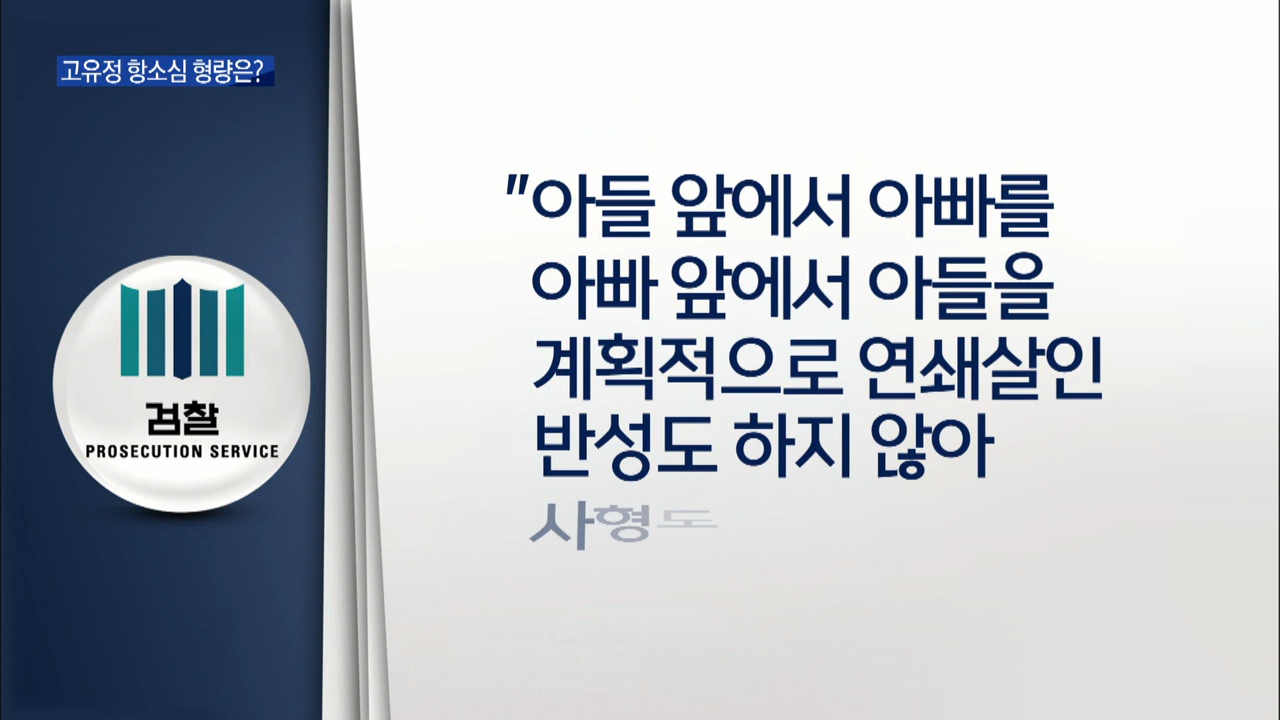 고유정 항소심 형량은?
"아들 앞에서 아빠를
아빠 앞에서 아들을
계획적으로 연쇄살인
반성도 하지 않아
사형도
검찰
PROSECUTION SERVICE